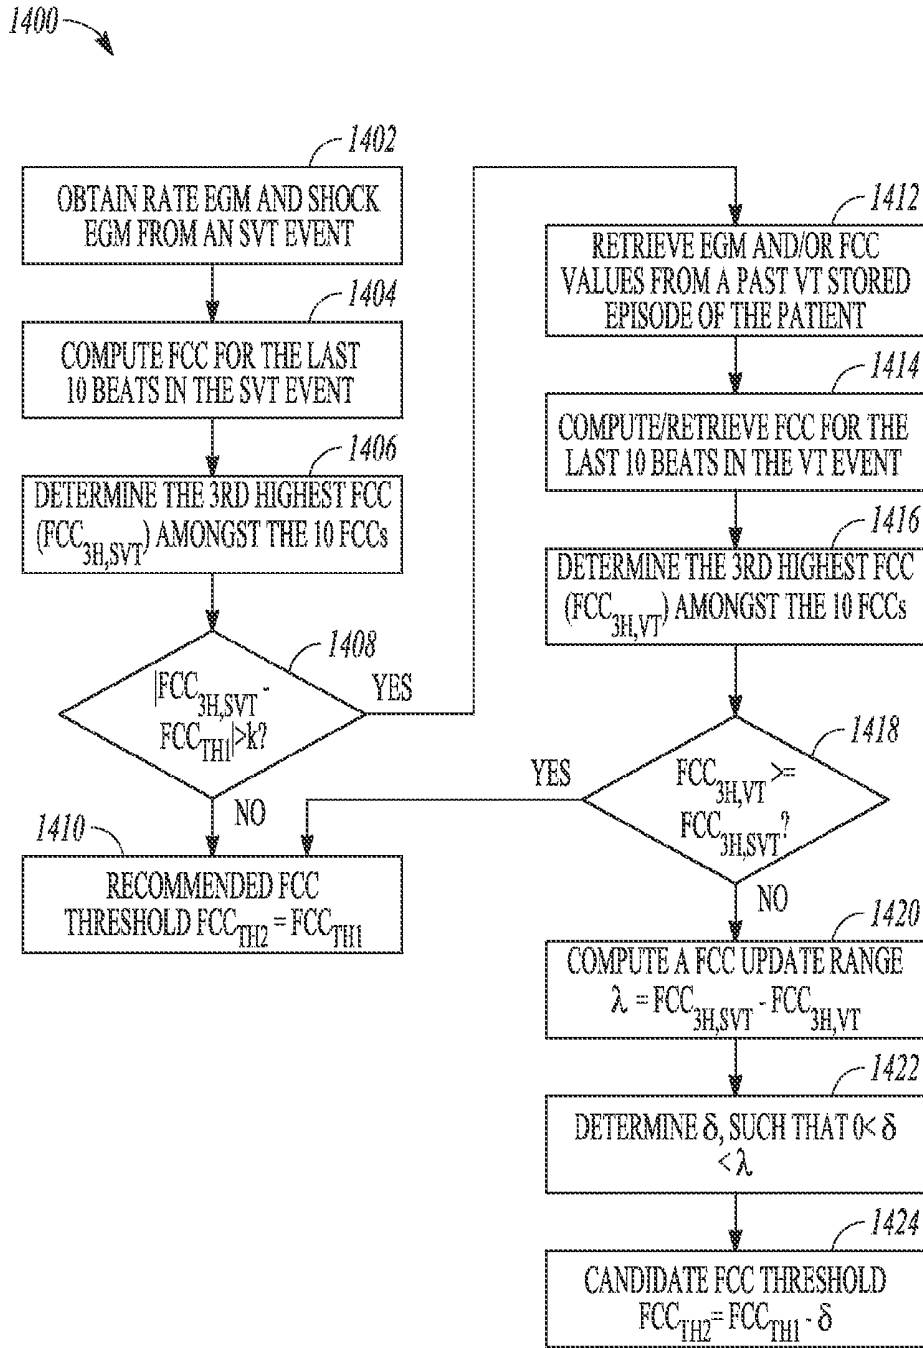 1400
1402
OBTAIN RATE EGM AND SHOCK
EGM FROM AN SVT EVENT
1404
COMPUTE FCC FOR THE LAST
10 BEATS IN THE SVT EVENT
1406
DETERMINE THE 3RD HIGHEST FCC
(FCC3H,SVT) AMONGST THE 10 FCCs
1408
|FCC3H,SVT -
FCCTH1|>k?
YES
NO
1410
RECOMMENDED FCC
THRESHOLD FCCTH2 = FCCTH1
1412
RETRIEVE EGM AND/OR FCC
VALUES FROM A PAST VT STORED
EPISODE OF THE PATIENT
1414
COMPUTE/RETRIEVE FCC FOR THE
LAST 10 BEATS IN THE VT EVENT
1416
DETERMINE THE 3RD HIGHEST FCC
(FCC3H,VT) AMONGST THE 10 FCCs
1418
FCC3H,VT >=
FCC3H,SVT?
YES
NO
1420
COMPUTE A FCC UPDATE RANGE
λ = FCC3H,SVT - FCC3H,VT
1422
DETERMINE δ, SUCH THAT 0< δ
< λ
1424
CANDIDATE FCC THRESHOLD
FCCTH2= FCCTH1 - δ